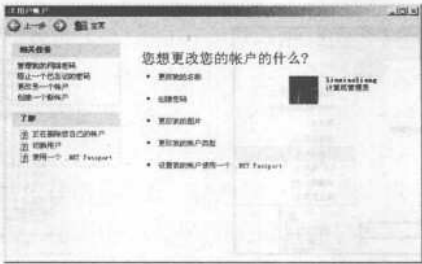 用户帐户
上一步 主页
相关任务
管理我的网络密码
阻止一个已忘记的密码
更改另一个帐户
创建一个新帐户
了解
正在删除您自己的帐户
切换用户
使用一个 .NET Passport
您想更改您的帐户的什么?
更改我的名称
创建密码
更改我的图片
更改我的帐户类型
设置我的帐户使用一个 .NET Passport
计算机管理员